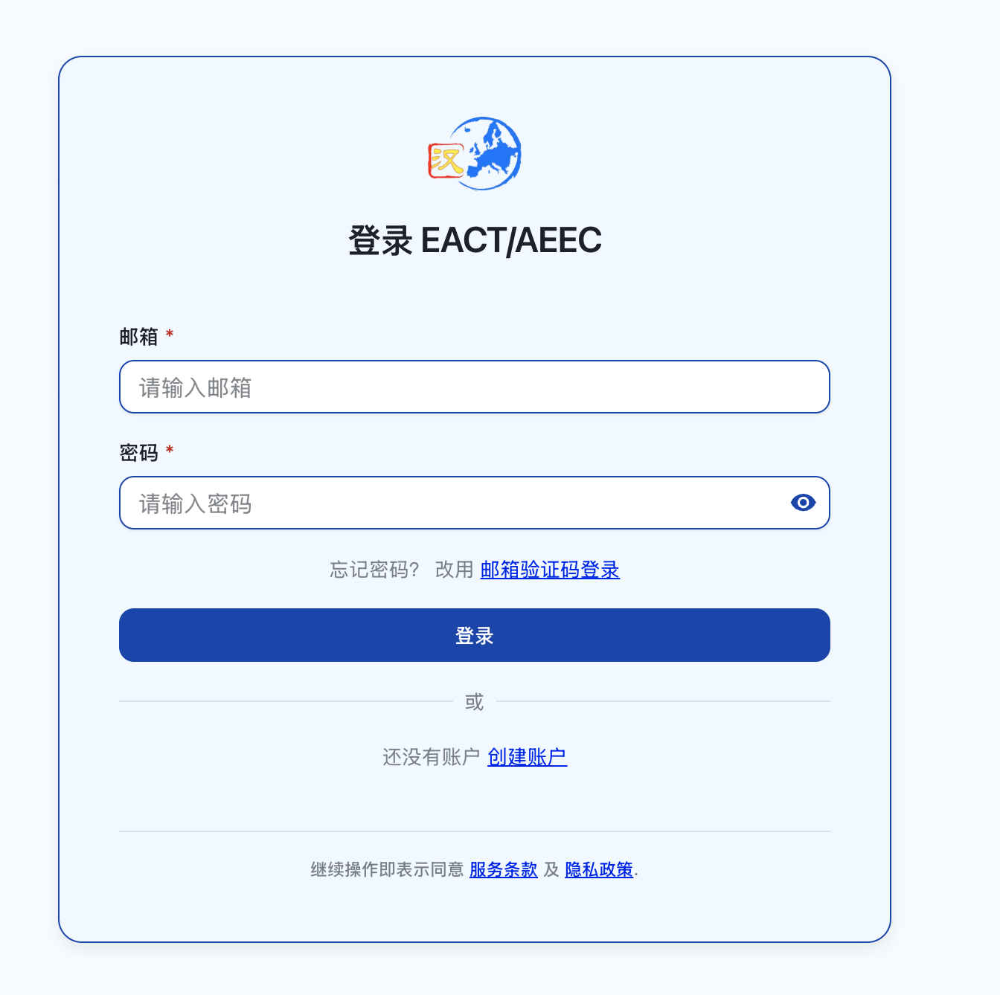 汉
登录 EACT/AEEC
邮箱 *
请输入邮箱
密码 *
请输入密码
忘记密码? 改用 邮箱验证码登录
登录
或
还没有账户 创建账户
继续操作即表示同意 服务条款 及 隐私政策.